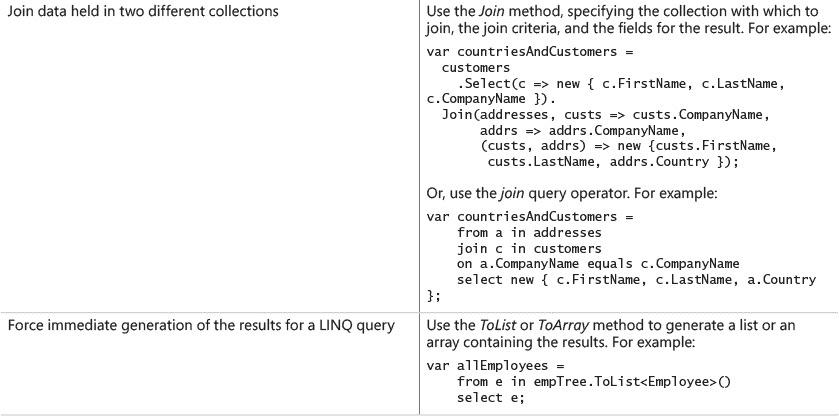 Join data held in two different collections
Use the Join method, specifying the collection with which to
join, the join criteria, and the fields for the result. For example:
var countriesAndCustomers =
customers
.Select(c => new { c.FirstName, c.LastName,
c.CompanyName }).
Join(addresses, custs => custs.CompanyName,
addrs => addrs.CompanyName,
(custs, addrs) => new {custs.FirstName,
custs.LastName, addrs.Country });
Or, use the join query operator. For example:
var countriesAndCustomers =
from a in addresses
join c in customers
on a.CompanyName equals c.CompanyName
select new { c.FirstName, c.LastName, a.Country
};
Force immediate generation of the results for a LINQ query
Use the ToList or ToArray method to generate a list or an
array containing the results. For example:
var allEmployees =
from e in empTree.ToList<Employee>()
select e;